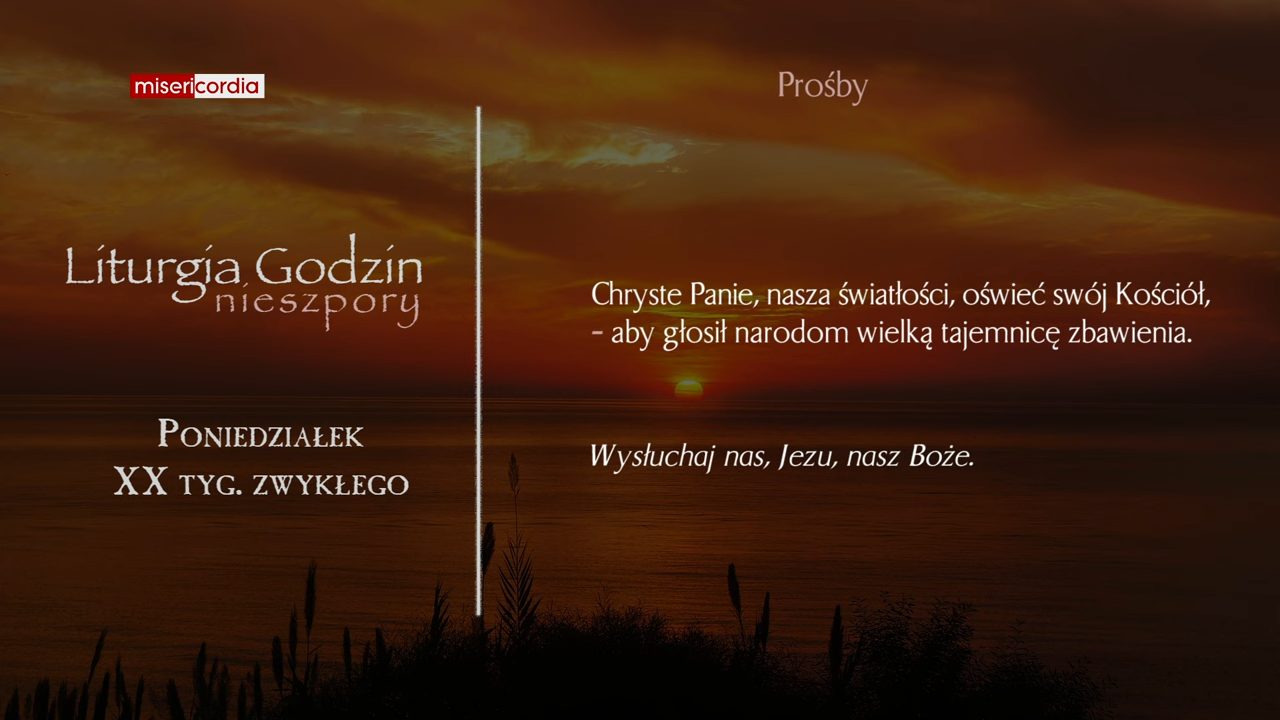 misericordia
Liturgia Godzin
nieszpory
Poniedziałek
XX tyg. zwykłego
Prośby
Chryste Panie, nasza światłości, oświeć swój Kościół,
- aby głosił narodom wielką tajemnicę zbawienia.
Wysłuchaj nas, Jezu, nasz Boże.